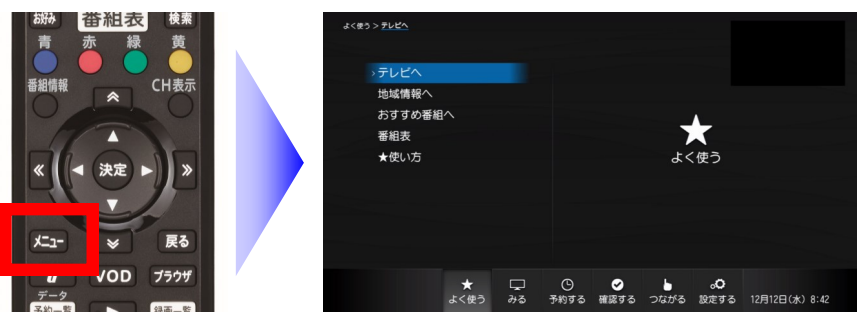 お好み
番組表
検索
青
赤
緑
黄
番組情報
CH表示
決定
メニュー
戻る
d
VOD
ブラウザ
データ
予約一覧
録画一覧
よく使う > テレビへ
テレビへ
地域情報へ
おすすめ番組へ
番組表
★使い方
★
よく使う
よく使う
みる
予約する
確認する
つながる
設定する
12月12日(水) 8:42